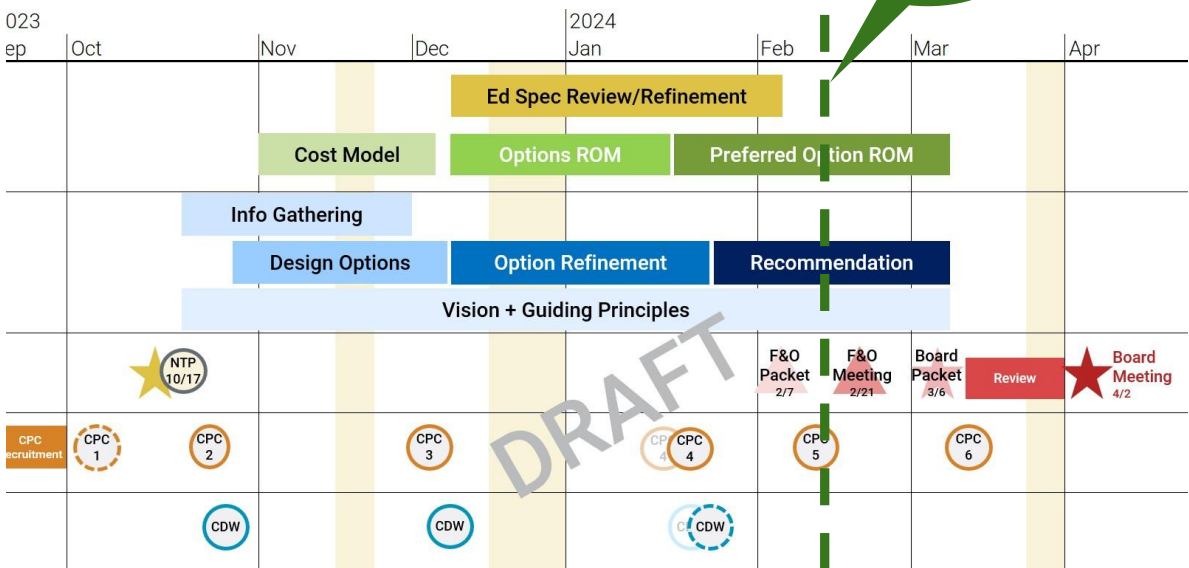 023
2024
ep
Oct
Nov
Dec
Jan
Feb
Mar
Apr
Ed Spec Review/Refinement
Cost Model
Options ROM
Preferred Option ROM
Info Gathering
Design Options
Option Refinement
Recommendation
Vision + Guiding Principles
NTP
10/17
F&O
Packet
2/7
F&O
Meeting
2/21
Board
Packet
3/6
Review
Board
Meeting
4/2
DRAFT
CPC
ecruitment
CPC
1
CPC
2
CPC
3
CPC
4
CPC
4
CPC
5
CPC
6
CDW
CDW
C
CDW